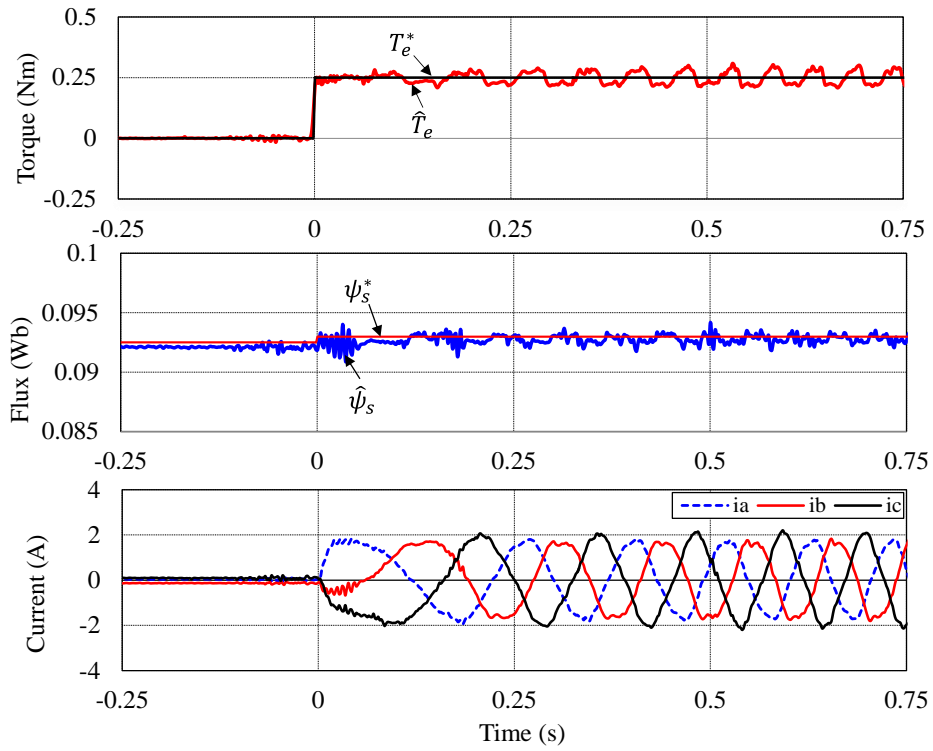 0.5
0.25
0
-0.25
Torque (Nm)
T_e^*
T̂_e
-0.25 0 0.25 0.5 0.75
0.1
0.095
0.09
0.085
Flux (Wb)
ψ_s^*
ψ̂_s
-0.25 0 0.25 0.5 0.75
4
2
0
-2
-4
Current (A)
ia ib ic
-0.25 0 0.25 0.5 0.75
Time (s)